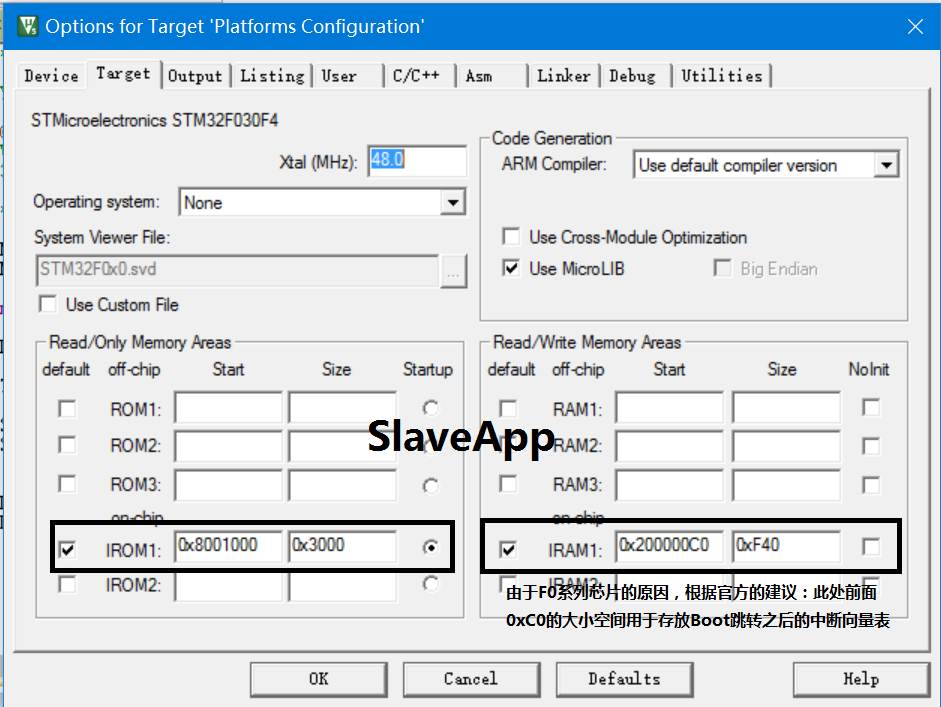 Options for Target 'Platforms Configuration'
Device Target Output Listing User C/C++ Asm Linker Debug Utilities
STMicroelectronics STM32F030F4
Xtal (MHz): 48.0
Operating system: None
System Viewer File:
STM32F0x0.svd ...
Use Custom File
Code Generation
ARM Compiler: Use default compiler version
Use Cross-Module Optimization
Use MicroLIB Big Endian
Read/Only Memory Areas
default off-chip Start Size Startup
ROM1:
ROM2:
ROM3:
on-chip
IROM1: 0x8001000 0x3000
IROM2:
Read/Write Memory Areas
default off-chip Start Size NoInit
RAM1:
RAM2:
RAM3:
on-chip
IRAM1: 0x200000C0 0xF40
IRAM2:
SlaveApp
由于F0系列芯片的原因，根据官方的建议：此处前面
0xC0的大小空间用于存放Boot跳转之后的中断向量表
OK Cancel Defaults Help